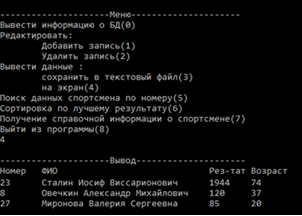 --------------------Меню--------------------
Вывести информацию о БД(0)
Редактировать:
Добавить запись(1)
Удалить запись(2)
Вывести данные :
сохранить в текстовый файл(3)
на экран(4)
Поиск данных спортсмена по номеру(5)
Сортировка по лучшему результату(6)
Получение справочной информации о спортсмене(7)
Выйти из программы(8)
4
--------------------Вывод--------------------
Номер ФИО Рез-тат Возраст
23 Сталин Иосиф Виссарионович 1944 74
8 Овечкин Александр Михайлович 120 37
27 Миронова Валерия Сергеевна 85 20